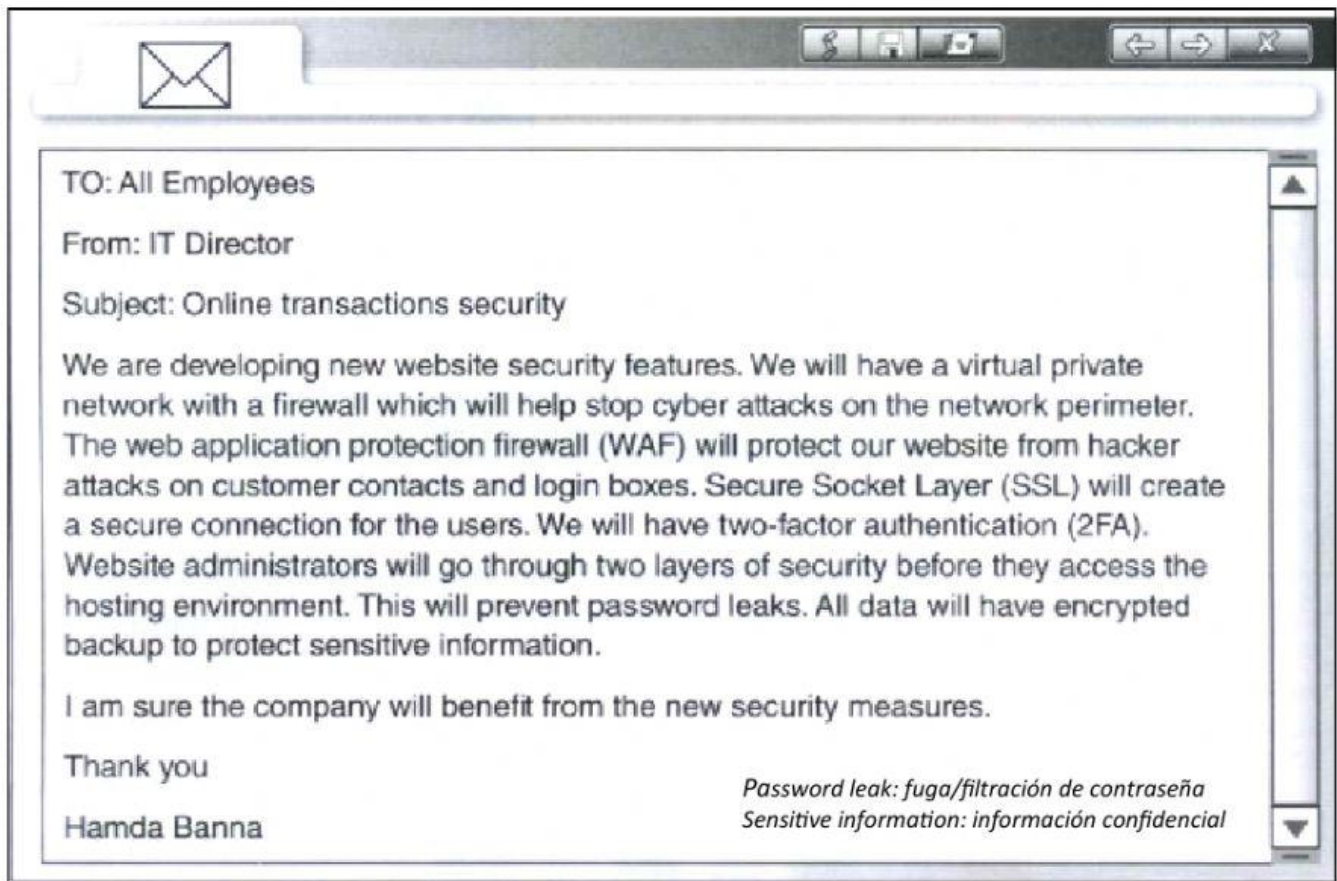 TO: All Employees
From: IT Director
Subject: Online transactions security
We are developing new website security features. We will have a virtual private
network with a firewall which will help stop cyber attacks on the network perimeter.
The web application protection firewall (WAF) will protect our website from hacker
attacks on customer contacts and login boxes. Secure Socket Layer (SSL) will create
a secure connection for the users. We will have two-factor authentication (2FA).
Website administrators will go through two layers of security before they access the
hosting environment. This will prevent password leaks. All data will have encrypted
backup to protect sensitive information.
I am sure the company will benefit from the new security measures.
Thank you
Hamda Banna
Password leak: fuga/filtración de contraseña
Sensitive information: información confidencial